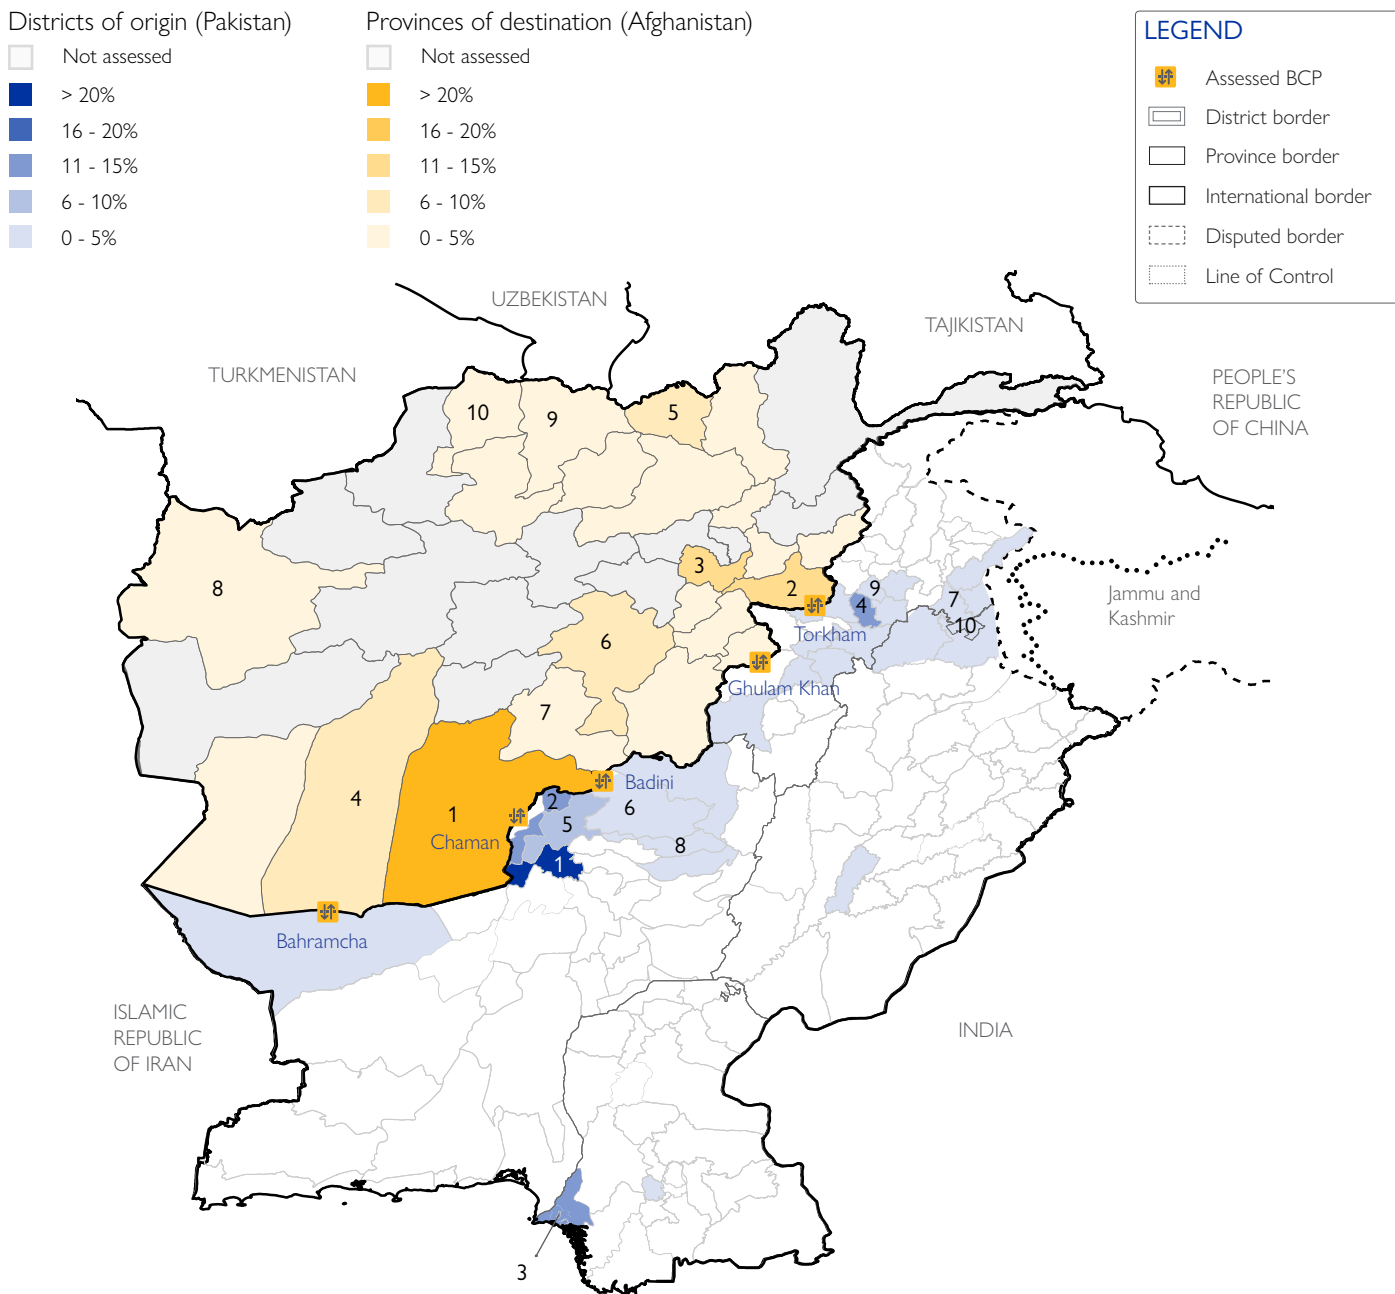 Districts of origin (Pakistan)
Not assessed
> 20%
16 - 20%
11 - 15%
6 - 10%
0 - 5%
Provinces of destination (Afghanistan)
Not assessed
> 20%
16 - 20%
11 - 15%
6 - 10%
0 - 5%
LEGEND
Assessed BCP
District border
Province border
International border
Disputed border
Line of Control
UZBEKISTAN
TAJIKISTAN
TURKMENISTAN
PEOPLE'S
REPUBLIC
OF CHINA
10
9
5
3
2
8
9
4
7
10
Jammu and
Kashmir
Torkham
6
Ghulam Khan
7
Badini
4
1
2
6
5
Chaman
8
1
Bahramcha
ISLAMIC
REPUBLIC
OF IRAN
INDIA
3